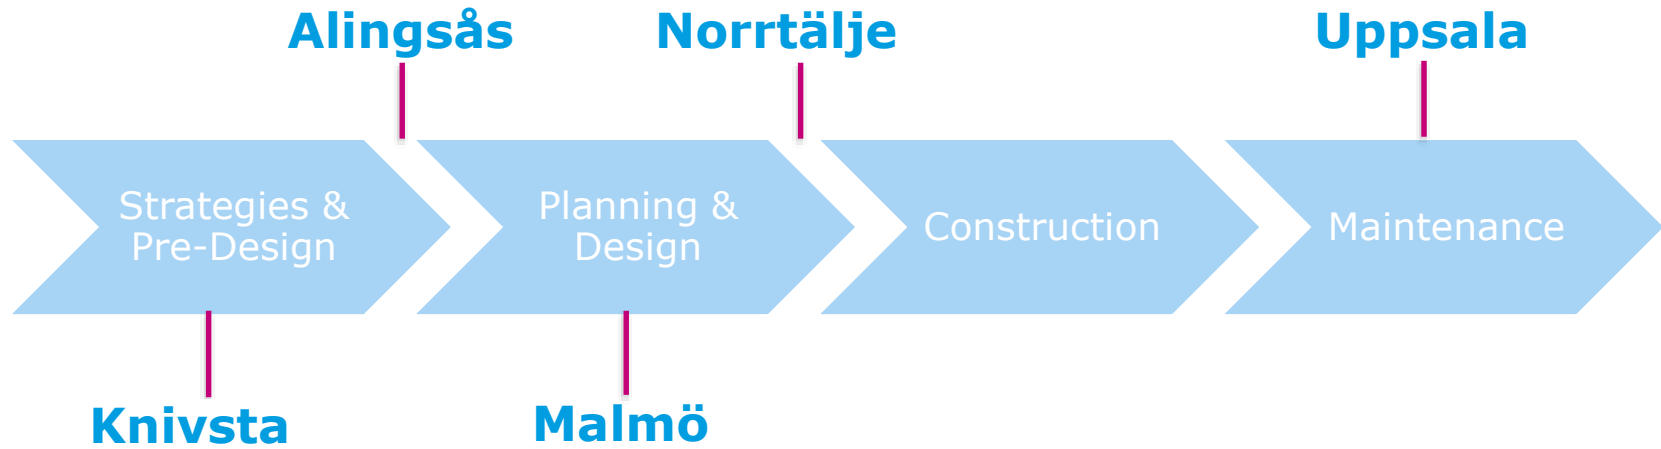 Alingsås
Norrtälje
Uppsala
Strategies &
Pre-Design
Planning &
Design
Construction
Maintenance
Knivsta
Malmö